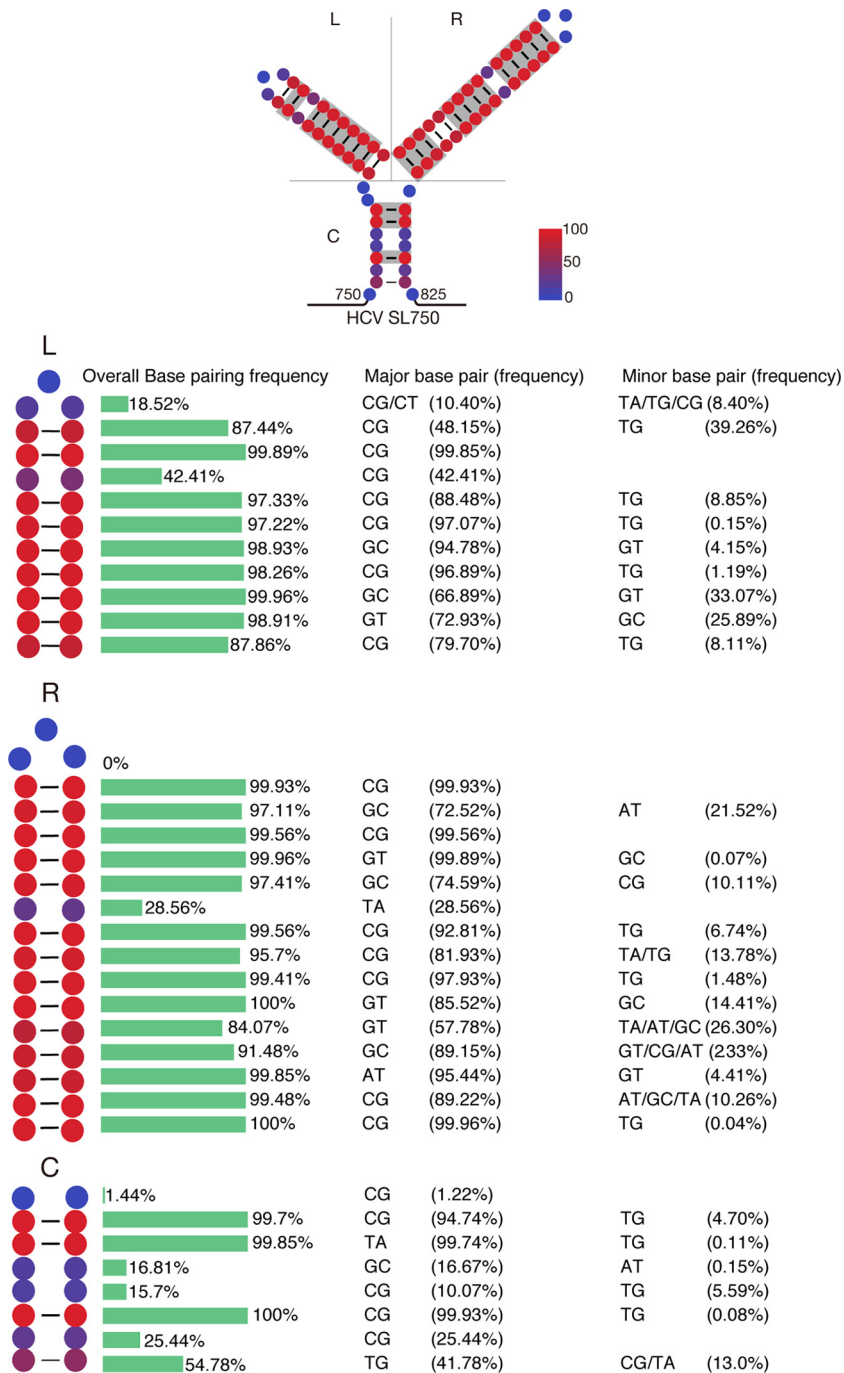 L R
C
100
50
0
750 825
HCV SL750
L
Overall Base pairing frequency Major base pair (frequency) Minor base pair (frequency)
18.52% CG/CT (10.40%) TA/TG/CG (8.40%)
87.44% CG (48.15%) TG (39.26%)
99.89% CG (99.85%)
42.41% CG (42.41%)
97.33% CG (88.48%) TG (8.85%)
97.22% CG (97.07%) TG (0.15%)
98.93% GC (94.78%) GT (4.15%)
98.26% CG (96.89%) TG (1.19%)
99.96% GC (66.89%) GT (33.07%)
98.91% GT (72.93%) GC (25.89%)
87.86% CG (79.70%) TG (8.11%)
R
0%
99.93% CG (99.93%)
97.11% GC (72.52%) AT (21.52%)
99.56% CG (99.56%)
99.96% GT (99.89%) GC (0.07%)
97.41% GC (74.59%) CG (10.11%)
28.56% TA (28.56%)
99.56% CG (92.81%) TG (6.74%)
95.7% CG (81.93%) TA/TG (13.78%)
99.41% CG (97.93%) TG (1.48%)
100% GT (85.52%) GC (14.41%)
84.07% GT (57.78%) TA/AT/GC (26.30%)
91.48% GC (89.15%) GT/CG/AT (233%)
99.85% AT (95.44%) GT (4.41%)
99.48% CG (89.22%) AT/GC/TA (10.26%)
100% CG (99.96%) TG (0.04%)
C
1.44% CG (1.22%)
99.7% CG (94.74%) TG (4.70%)
99.85% TA (99.74%) TG (0.11%)
16.81% GC (16.67%) AT (0.15%)
15.7% CG (10.07%) TG (5.59%)
100% CG (99.93%) TG (0.08%)
25.44% CG (25.44%)
54.78% TG (41.78%) CG/TA (13.0%)